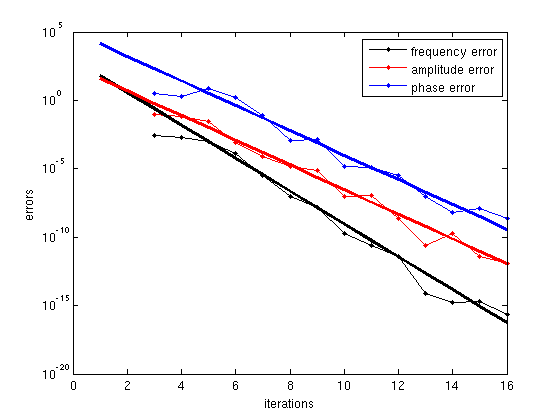 10^5
10^0
10^-5
10^-10
10^-15
10^-20
errors
frequency error
amplitude error
phase error
0 2 4 6 8 10 12 14 16
iterations